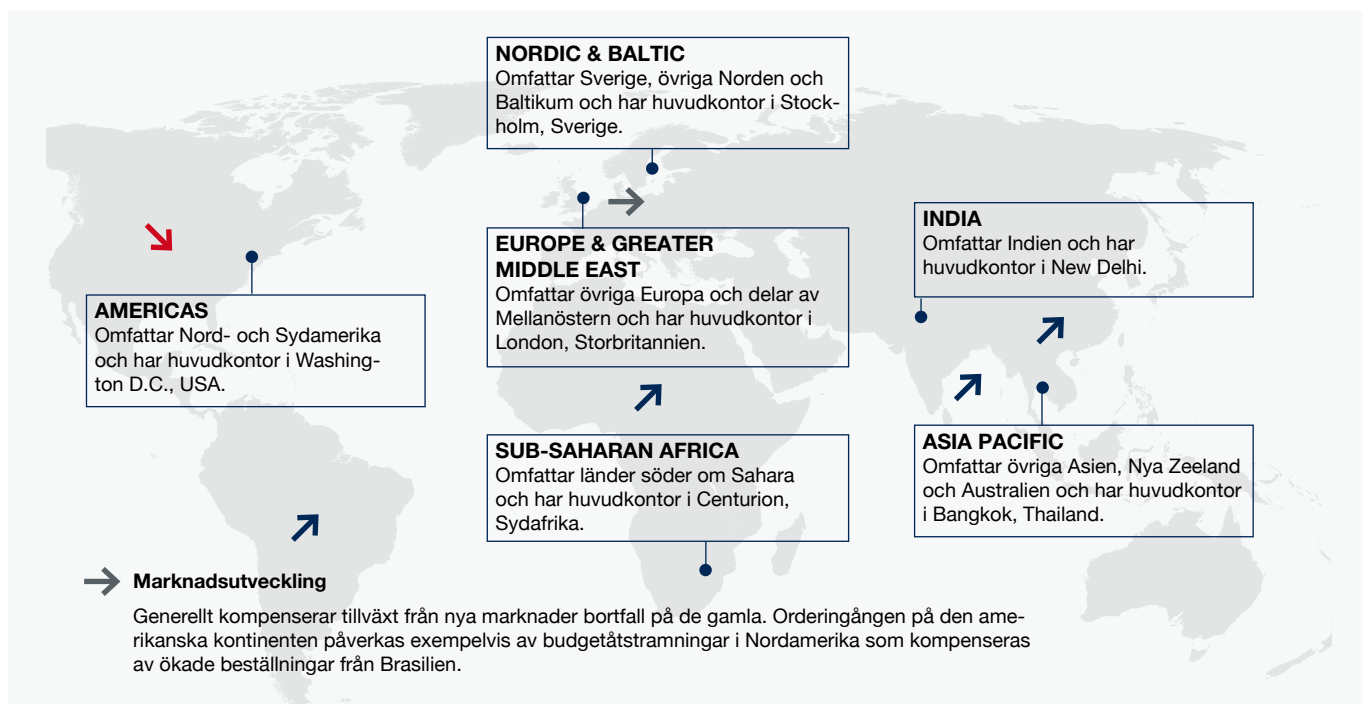 NORDIC & BALTIC
Omfattar Sverige, övriga Norden och
Baltikum och har huvudkontor i Stock-
holm, Sverige.
EUROPE & GREATER
MIDDLE EAST
Omfattar övriga Europa och delar av
Mellanöstern och har huvudkontor i
London, Storbritannien.
INDIA
Omfattar Indien och har
huvudkontor i New Delhi.
AMERICAS
Omfattar Nord- och Sydamerika
och har huvudkontor i Washing-
ton D.C., USA.
SUB-SAHARAN AFRICA
Omfattar länder söder om Sahara
och har huvudkontor i Centurion,
Sydafrika.
ASIA PACIFIC
Omfattar övriga Asien, Nya Zeeland
och Australien och har huvudkontor
i Bangkok, Thailand.
Marknadsutveckling
Generellt kompenserar tillväxt från nya marknader bortfall på de gamla. Orderingången på den ame-
rikanska kontinenten påverkas exempelvis av budgetåtstramningar i Nordamerika som kompenseras
av ökade beställningar från Brasilien.